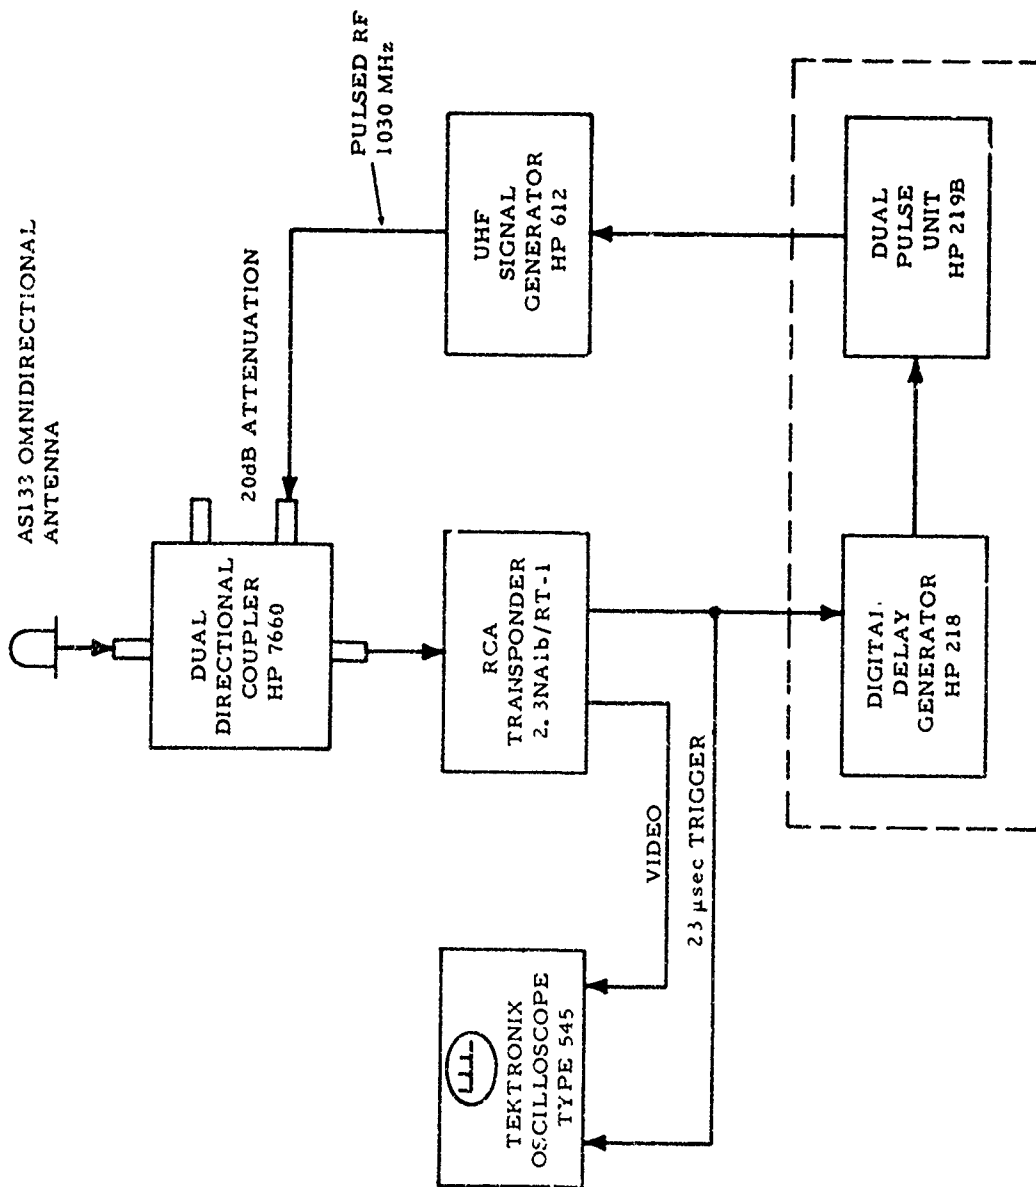 AS133 OMNIDIRECTIONAL
ANTENNA
DUAL
DIRECTIONAL
COUPLER
HP 7660
20dB ATTENUATION
PULSED RF
1030 MHz
UHF
SIGNAL
GENERATOR
HP 612
RCA
TRANSPONDER
2.3NA1b/RT-1
TEKTRONIX
OSCILLOSCOPE
TYPE 545
VIDEO
23 μsec TRIGGER
DIGITAL
DELAY
GENERATOR
HP 218
DUAL
PULSE
UNIT
HP 219B